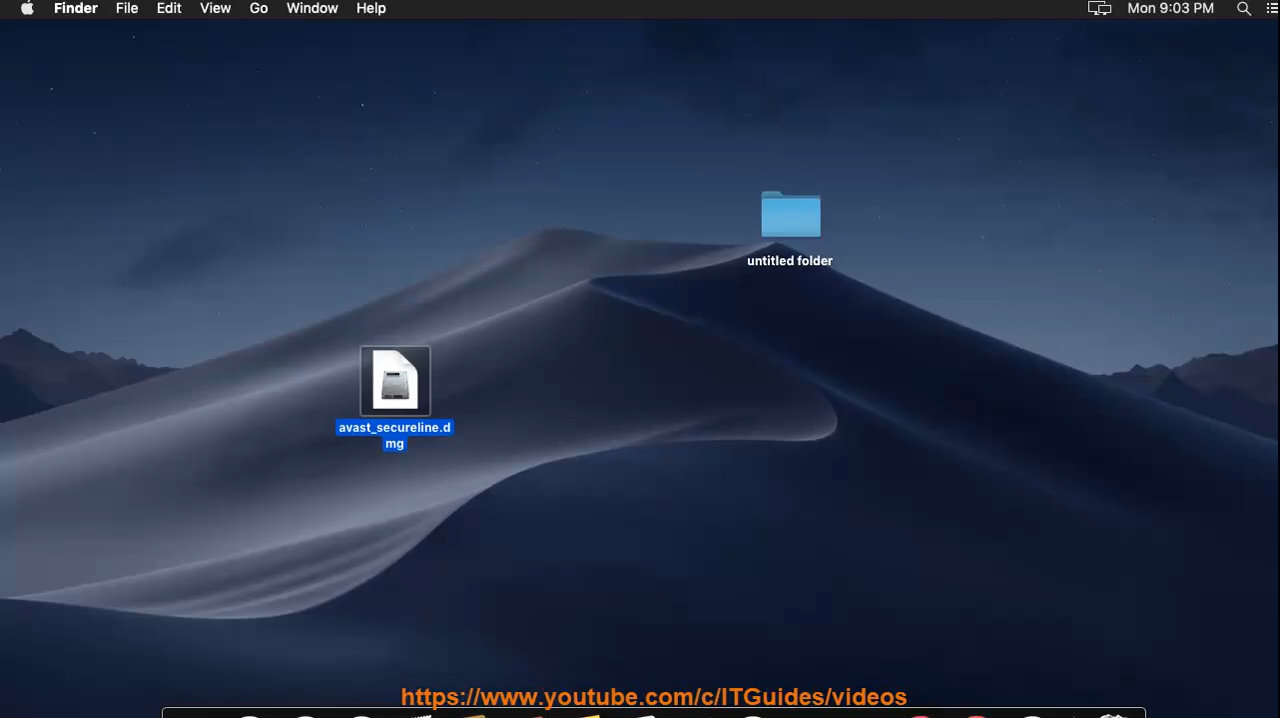 Finder File Edit View Go Window Help Mon 9:03 PM
untitled folder
avast_secureline.d
mg
https://www.youtube.com/c/ITGuides/videos